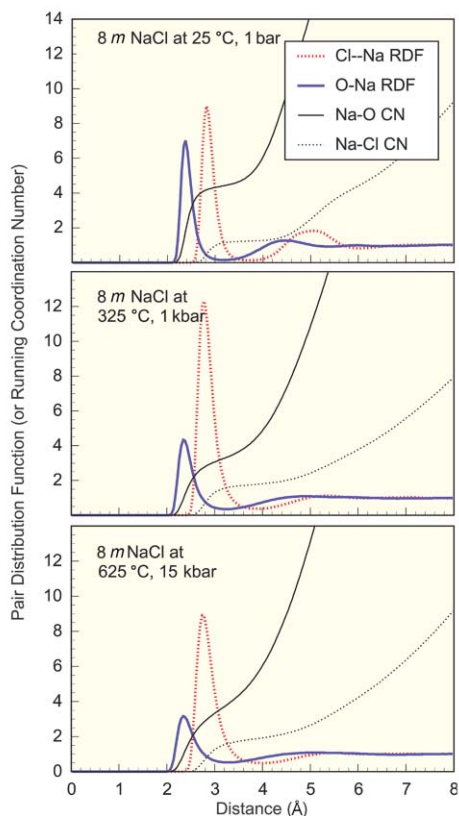 Pair Distribution Function (or Running Coordination Number)
14
12
10
8
6
4
2
8 m NaCl at 25 °C, 1 bar
Cl--Na RDF
O-Na RDF
Na-O CN
Na-Cl CN
12
10
8
6
4
2
8 m NaCl at
325 °C, 1 kbar
12
10
8
6
4
2
0
8 m NaCl at
625 °C, 15 kbar
0 1 2 3 4 5 6 7 8
Distance (Å)